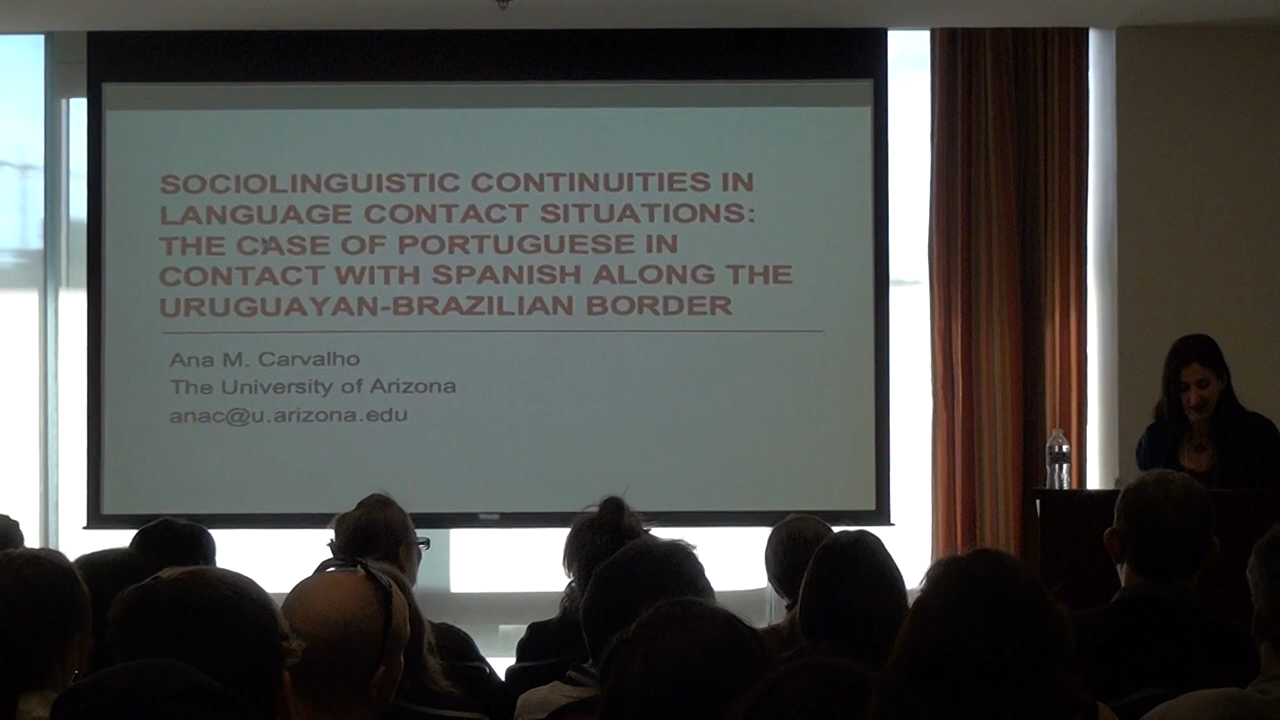 SOCIOLINGUISTIC CONTINUITIES IN
LANGUAGE CONTACT SITUATIONS:
THE CASE OF PORTUGUESE IN
CONTACT WITH SPANISH ALONG THE
URUGUAYAN-BRAZILIAN BORDER
Ana M. Carvalho
The University of Arizona
anac@u.arizona.edu